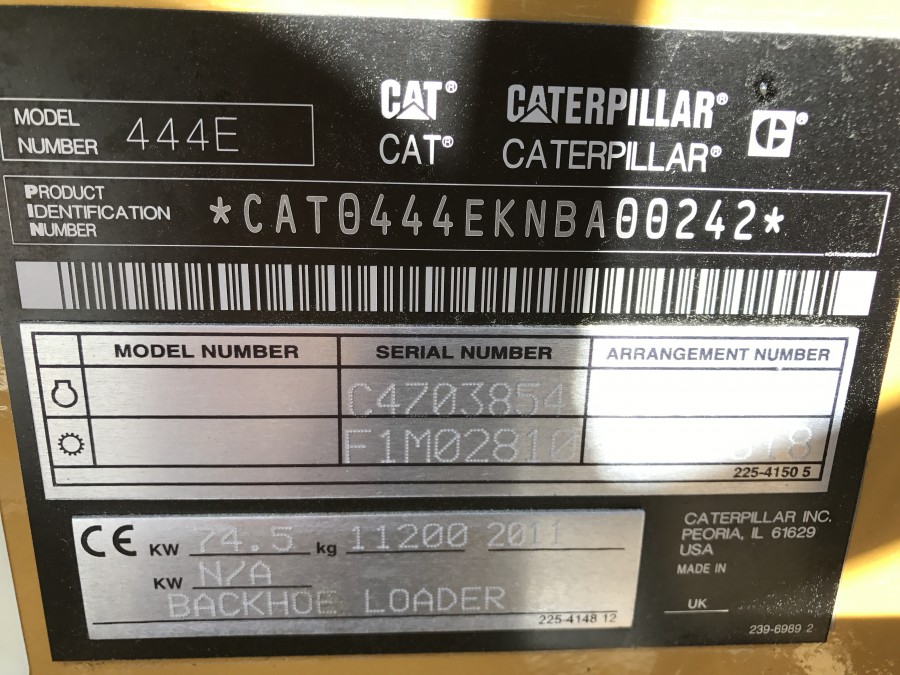 MODEL NUMBER 444E
CAT® CATERPILLAR®
CAT® CATERPILLAR®
PRODUCT
IDENTIFICATION
NUMBER
*CAT0444EKNBA00242*
MODEL NUMBER SERIAL NUMBER ARRANGEMENT NUMBER
C4703854
F1M02810
225-4150 5
CE KW 74.5 kg 11200 2011
KW N/A
BACKHOE LOADER
225-4148 12
CATERPILLAR INC.
PEORIA, IL 61629
USA
MADE IN
UK
239-6989 2